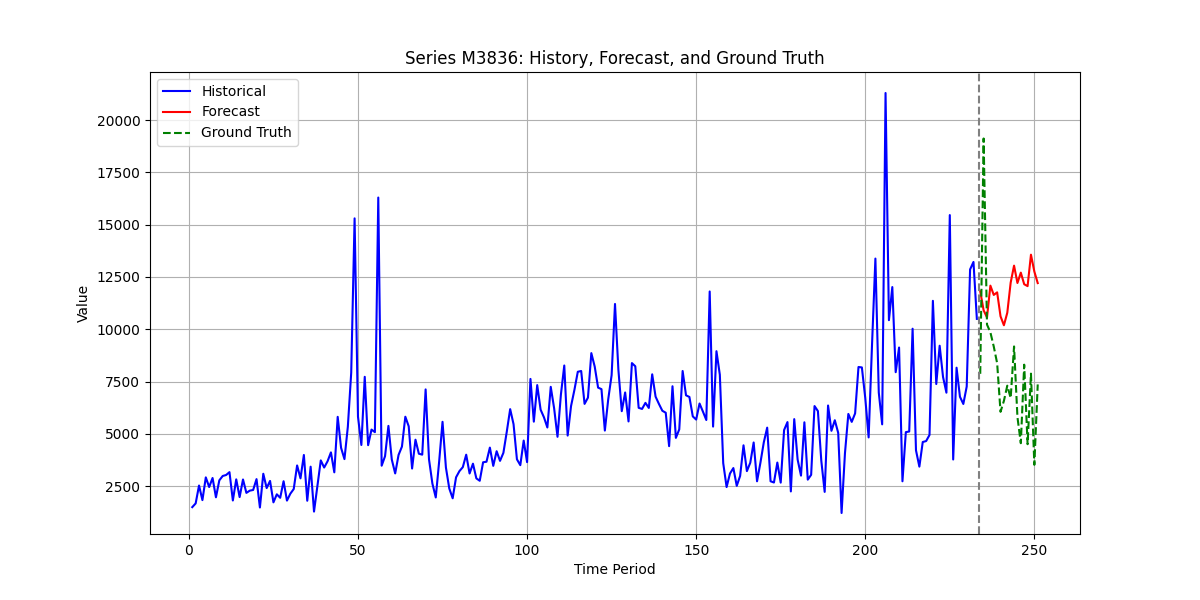 Series M3836: History, Forecast, and Ground Truth
Historical
Forecast
Ground Truth
20000
17500
15000
12500
10000
7500
5000
2500
Value
0
50
100
150
200
250
Time Period